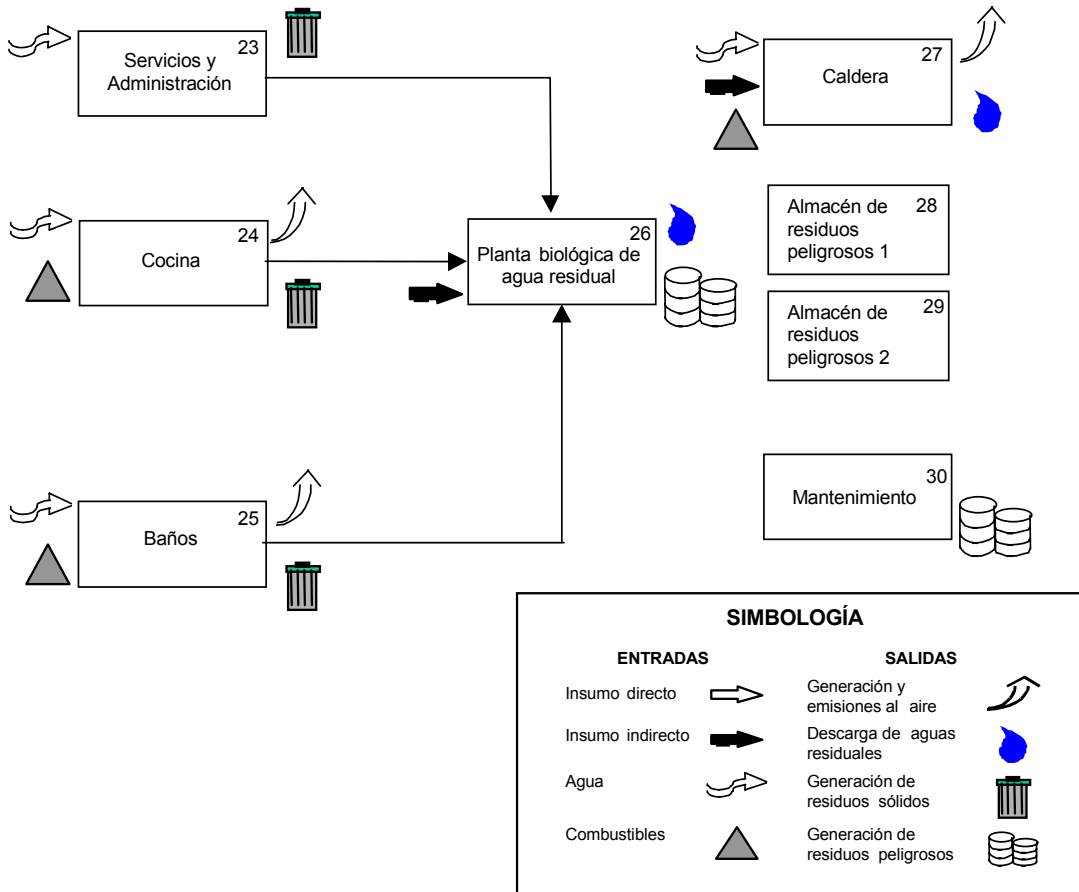 23
Servicios y
Administración
24
Cocina
25
Baños
26
Planta biológica de
agua residual
27
Caldera
28
Almacén de
residuos
peligrosos 1
29
Almacén de
residuos
peligrosos 2
30
Mantenimiento
SIMBOLOGÍA
ENTRADAS
Insumo directo
Insumo indirecto
Agua
Combustibles
SALIDAS
Generación y
emisiones al aire
Descarga de aguas
residuales
Generación de
residuos sólidos
Generación de
residuos peligrosos